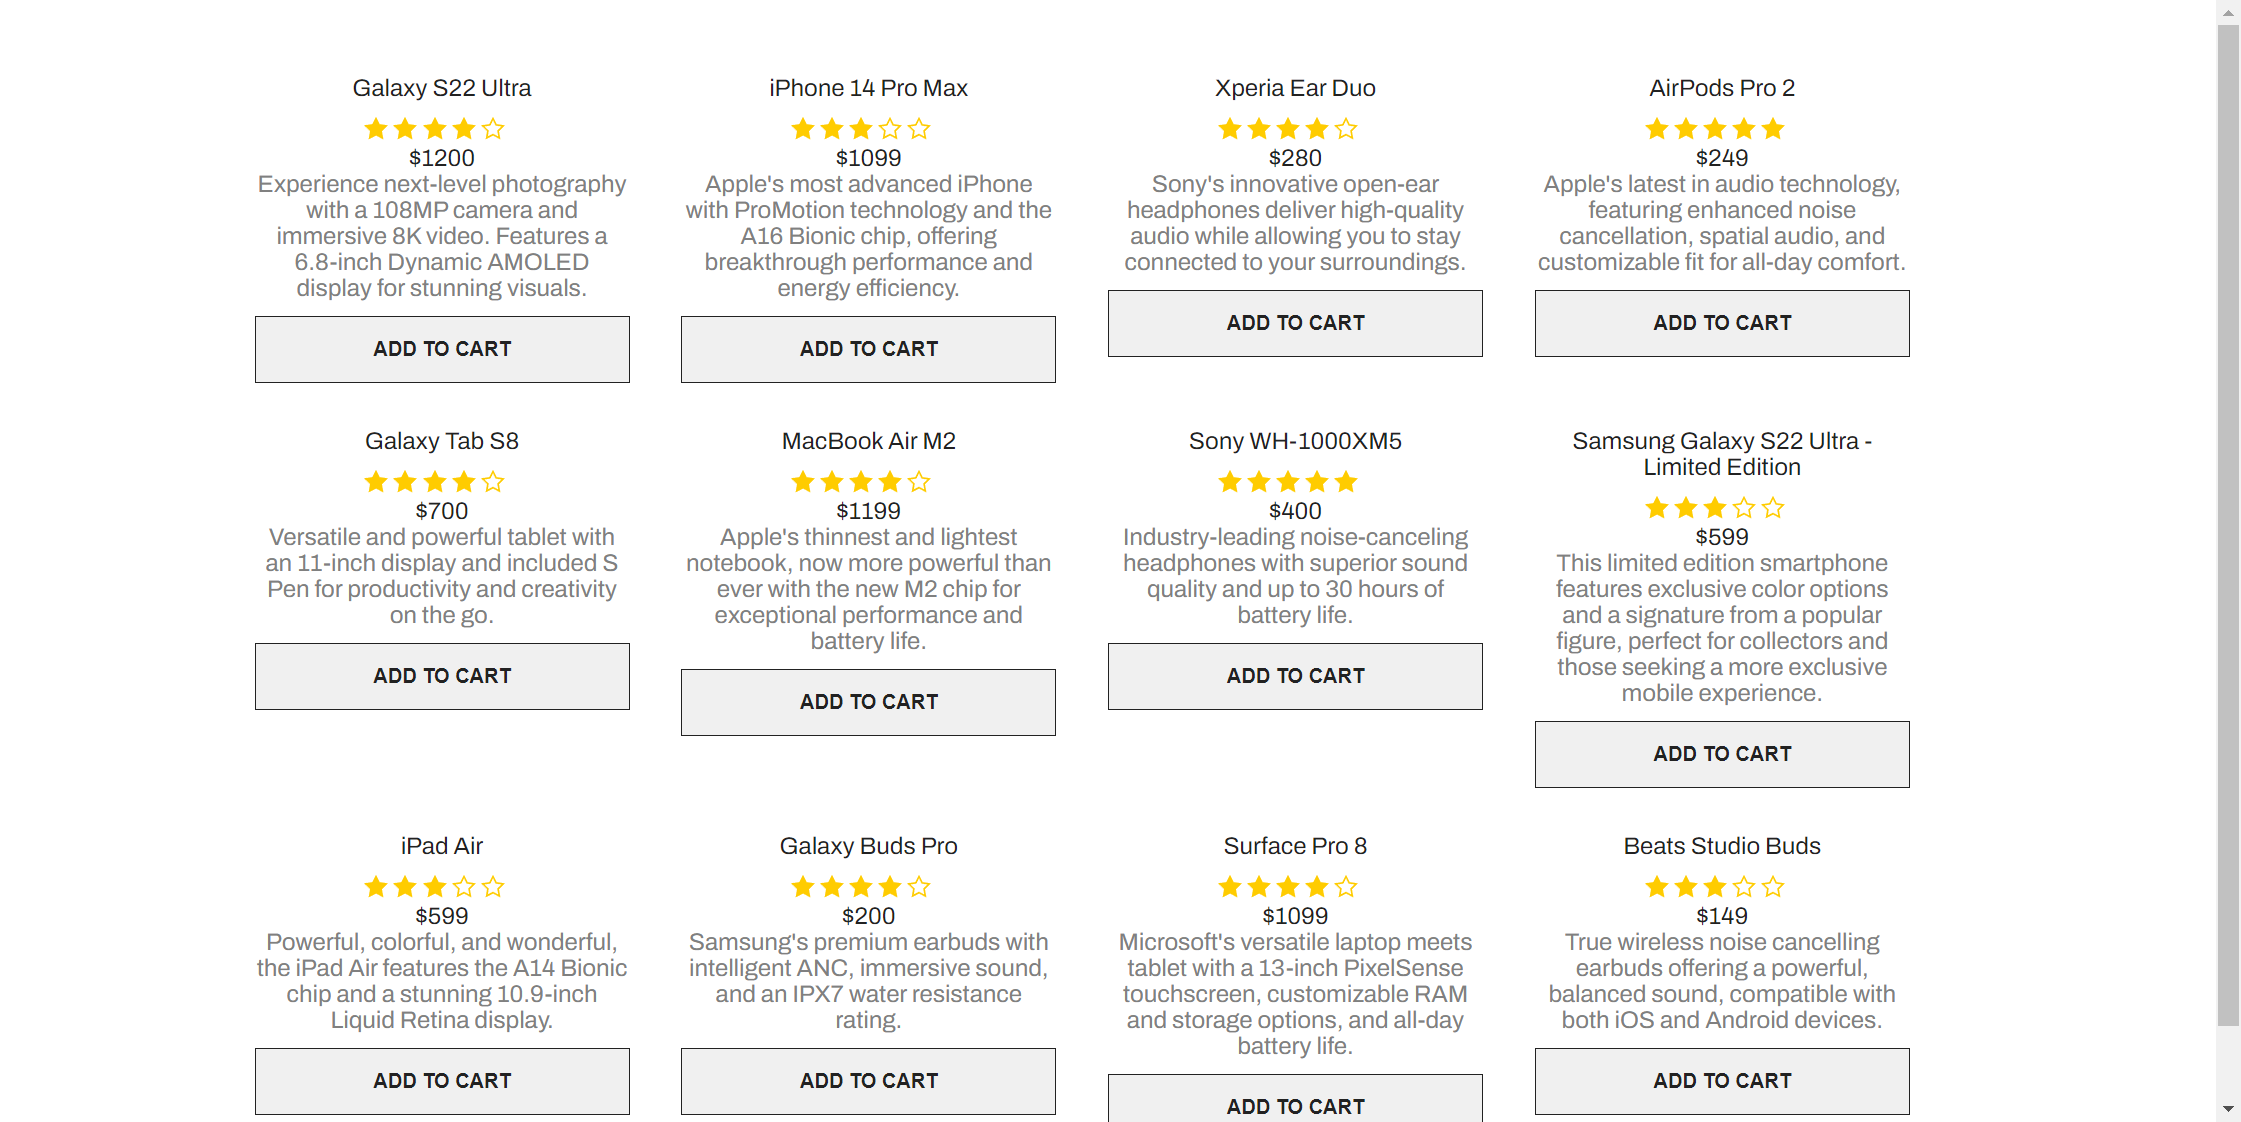 Galaxy S22 Ultra
$1200
Experience next-level photography
with a 108MP camera and
immersive 8K video. Features a
6.8-inch Dynamic AMOLED
display for stunning visuals.
ADD TO CART
iPhone 14 Pro Max
$1099
Apple's most advanced iPhone
with ProMotion technology and the
A16 Bionic chip, offering
breakthrough performance and
energy efficiency.
ADD TO CART
Xperia Ear Duo
$280
Sony's innovative open-ear
headphones deliver high-quality
audio while allowing you to stay
connected to your surroundings.
ADD TO CART
AirPods Pro 2
$249
Apple's latest in audio technology,
featuring enhanced noise
cancellation, spatial audio, and
customizable fit for all-day comfort.
ADD TO CART
Galaxy Tab S8
$700
Versatile and powerful tablet with
an 11-inch display and included S
Pen for productivity and creativity
on the go.
ADD TO CART
MacBook Air M2
$1199
Apple's thinnest and lightest
notebook, now more powerful than
ever with the new M2 chip for
exceptional performance and
battery life.
ADD TO CART
Sony WH-1000XM5
$400
Industry-leading noise-canceling
headphones with superior sound
quality and up to 30 hours of
battery life.
ADD TO CART
Samsung Galaxy S22 Ultra -
Limited Edition
$599
This limited edition smartphone
features exclusive color options
and a signature from a popular
figure, perfect for collectors and
those seeking a more exclusive
mobile experience.
ADD TO CART
iPad Air
$599
Powerful, colorful, and wonderful,
the iPad Air features the A14 Bionic
chip and a stunning 10.9-inch
Liquid Retina display.
ADD TO CART
Galaxy Buds Pro
$200
Samsung's premium earbuds with
intelligent ANC, immersive sound,
and an IPX7 water resistance
rating.
ADD TO CART
Surface Pro 8
$1099
Microsoft's versatile laptop meets
tablet with a 13-inch PixelSense
touchscreen, customizable RAM
and storage options, and all-day
battery life.
ADD TO CART
Beats Studio Buds
$149
True wireless noise cancelling
earbuds offering a powerful,
balanced sound, compatible with
both iOS and Android devices.
ADD TO CART